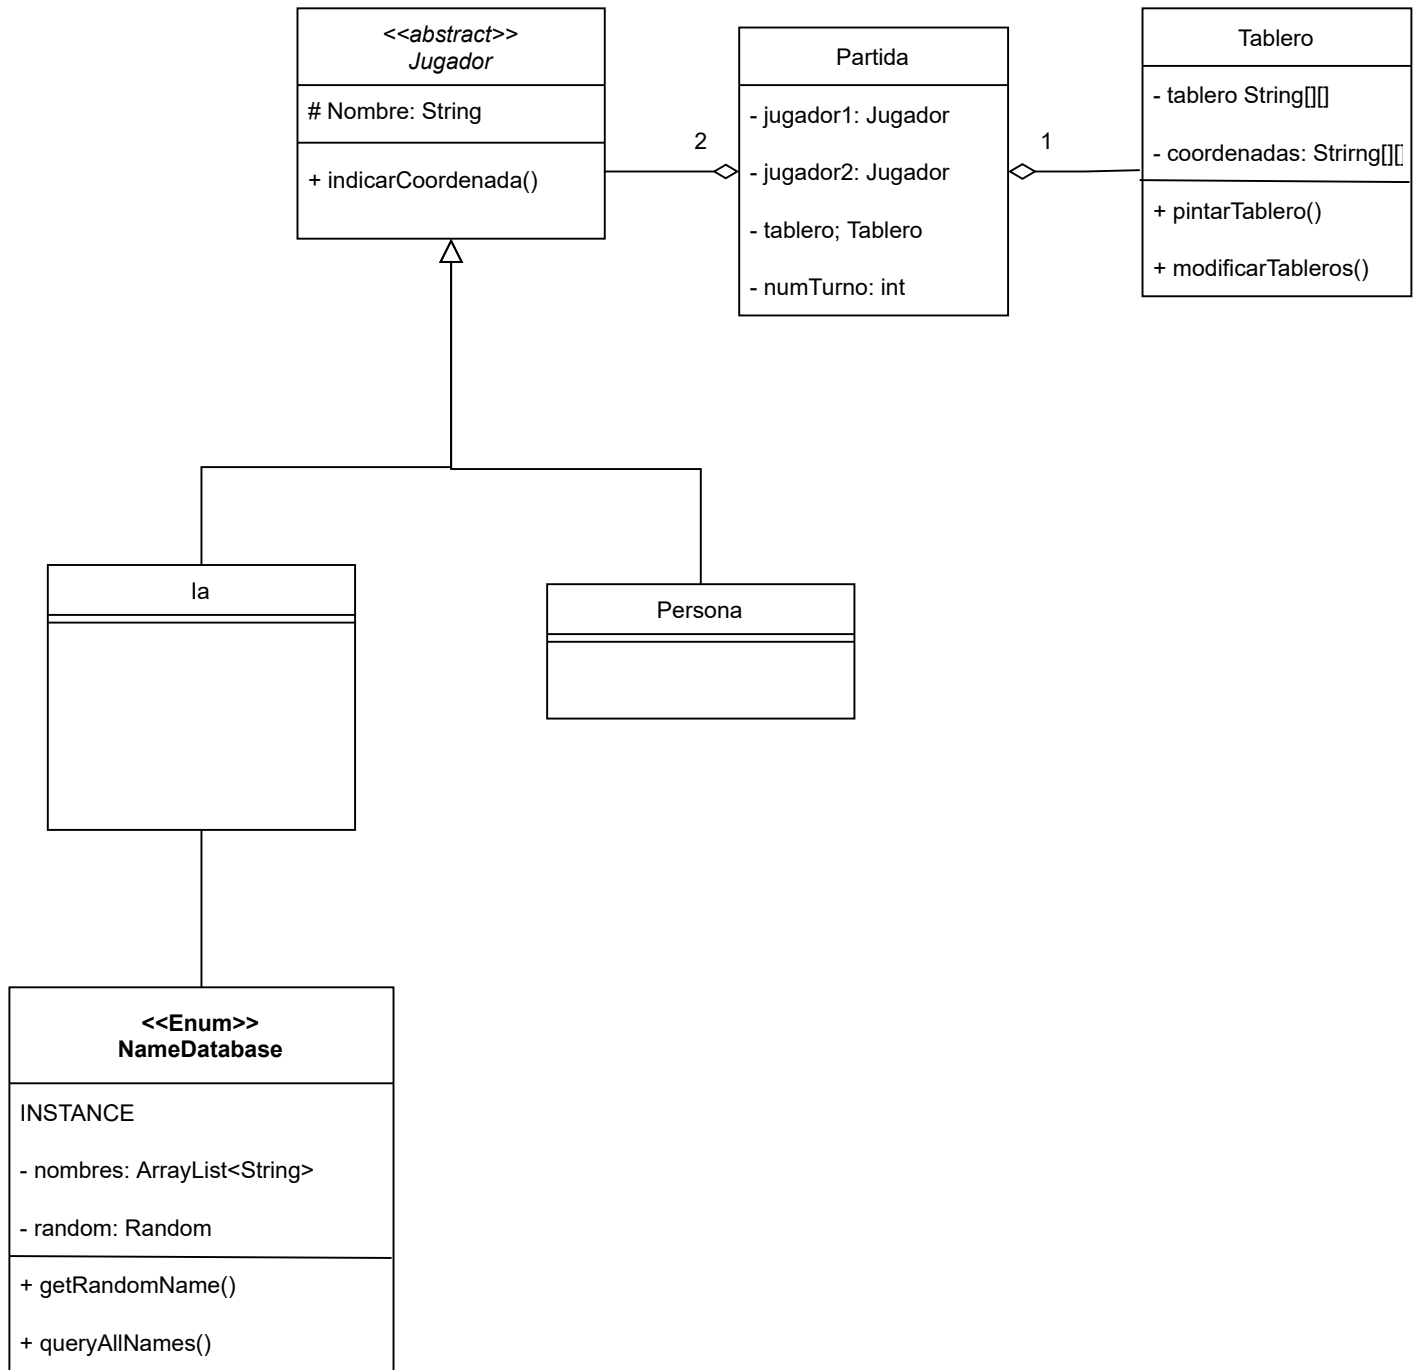 <<abstract>>
Jugador
# Nombre: String
+ indicarCoordenada()
2
Partida
- jugador1: Jugador
- jugador2: Jugador
- tablero; Tablero
- numTurno: int
1
Tablero
- tablero String[][]
- coordenadas: Strirng[][]
+ pintarTablero()
+ modificarTableros()
Ia
Persona
<<Enum>>
NameDatabase
INSTANCE
- nombres: ArrayList<String>
- random: Random
+ getRandomName()
+ queryAllNames()